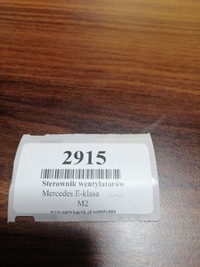 2915
Sterownik wentylatorów
Mercedes E-klasa
M2